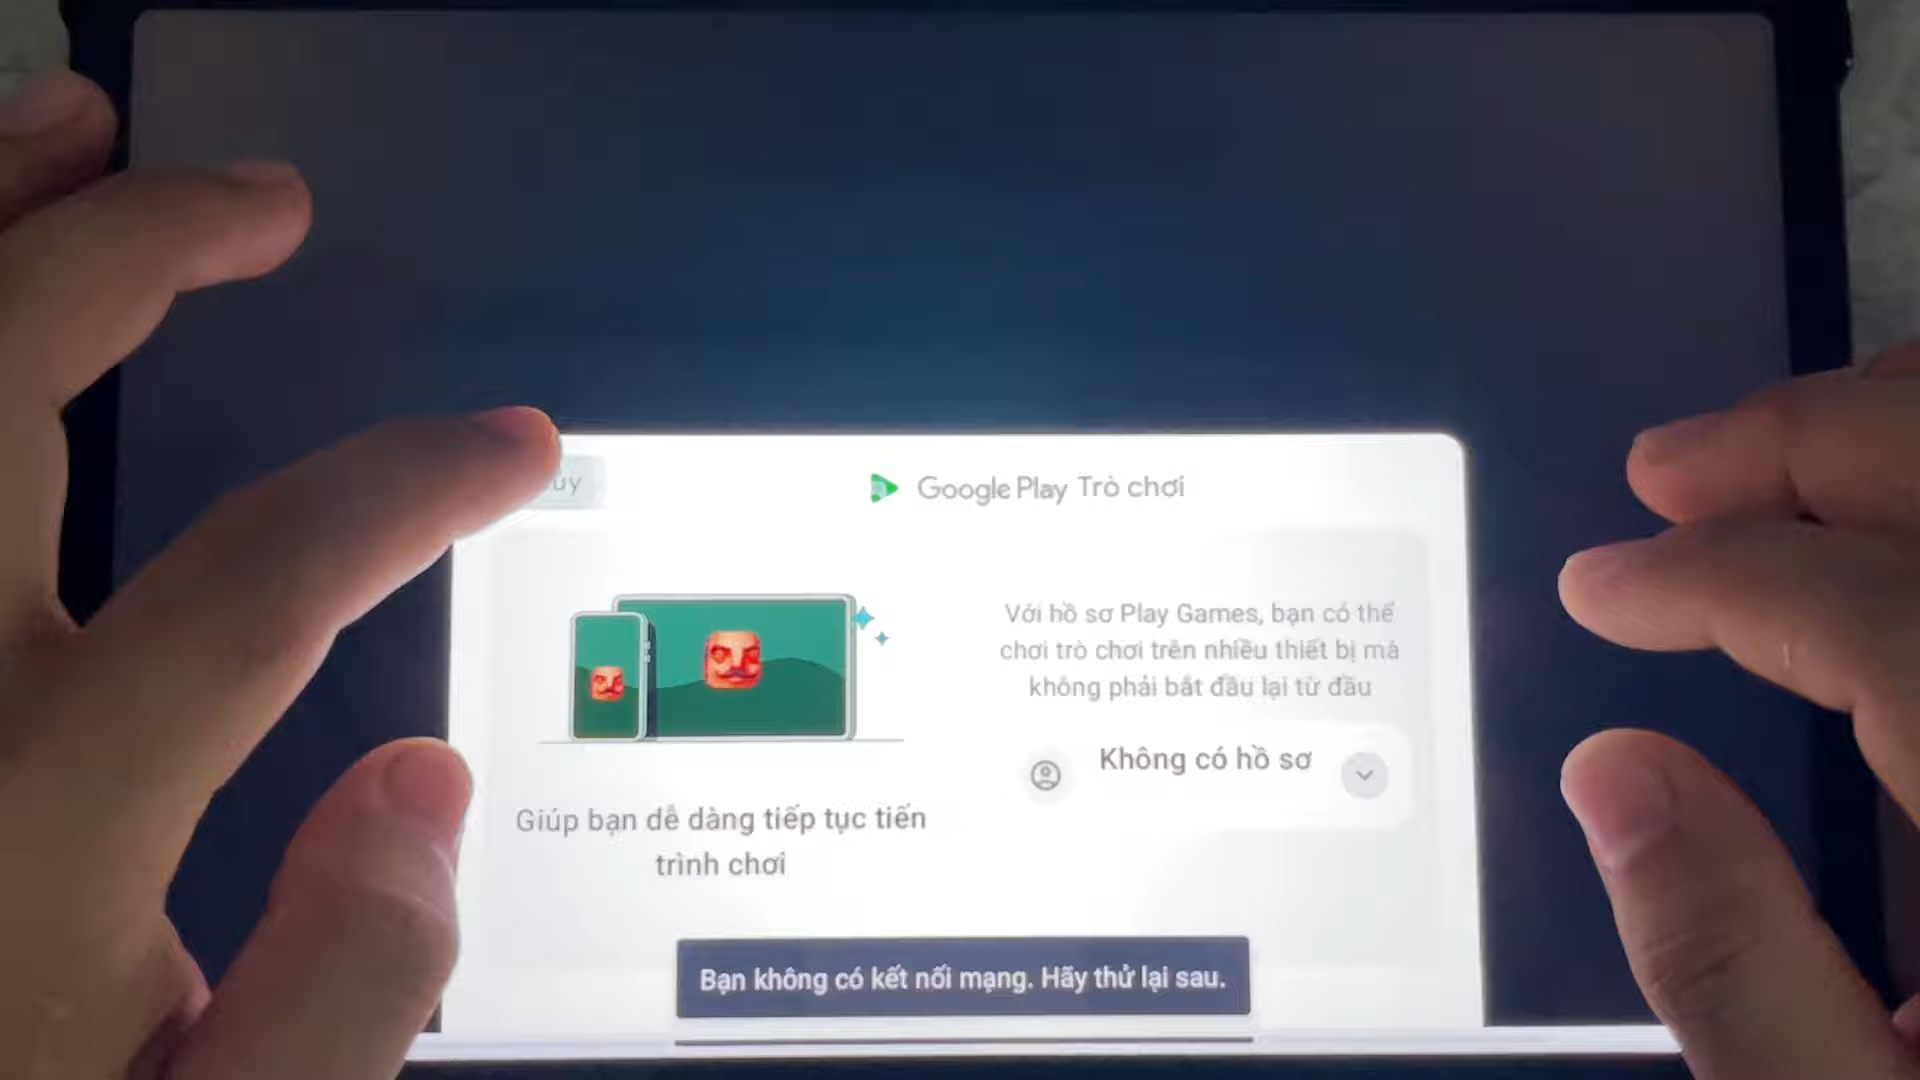 Google Play Trò chơi
Với hồ sơ Play Games, bạn có thể
chơi trò chơi trên nhiều thiết bị mà
không phải bắt đầu lại từ đầu
Không có hồ sơ
Giúp bạn dễ dàng tiếp tục tiến
trình chơi
Bạn không có kết nối mạng. Hãy thử lại sau.